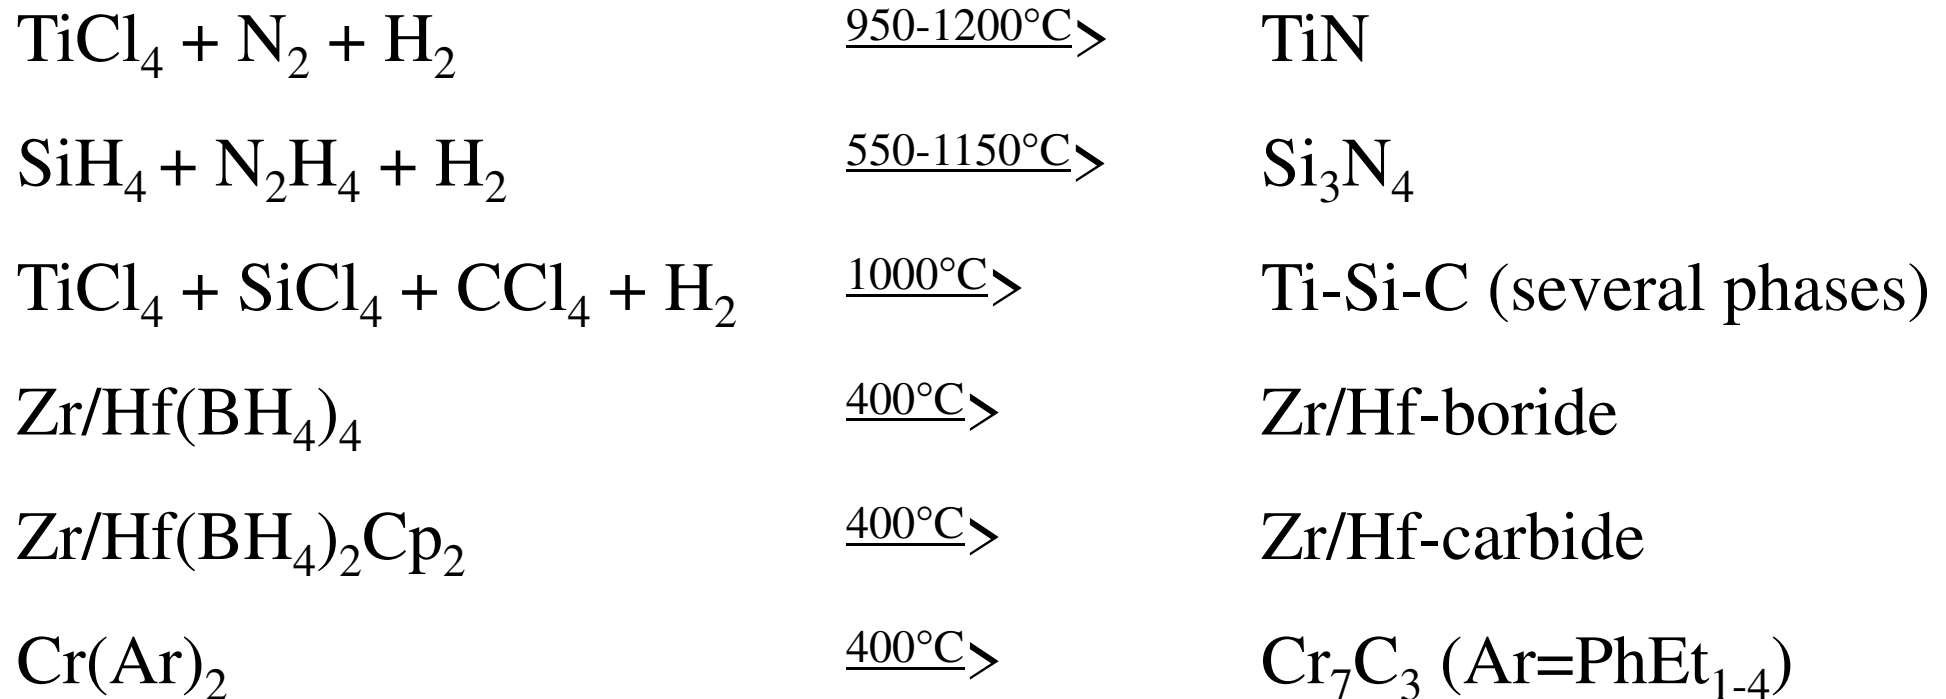 TiCl₄ + N₂ + H₂ 950-1200°C> TiN
SiH₄ + N₂H₄ + H₂ 550-1150°C> Si₃N₄
TiCl₄ + SiCl₄ + CCl₄ + H₂ 1000°C> Ti-Si-C (several phases)
Zr/Hf(BH₄)₄ 400°C> Zr/Hf-boride
Zr/Hf(BH₄)₂Cp₂ 400°C> Zr/Hf-carbide
Cr(Ar)₂ 400°C> Cr₇C₃ (Ar=PhEt₁₋₄)